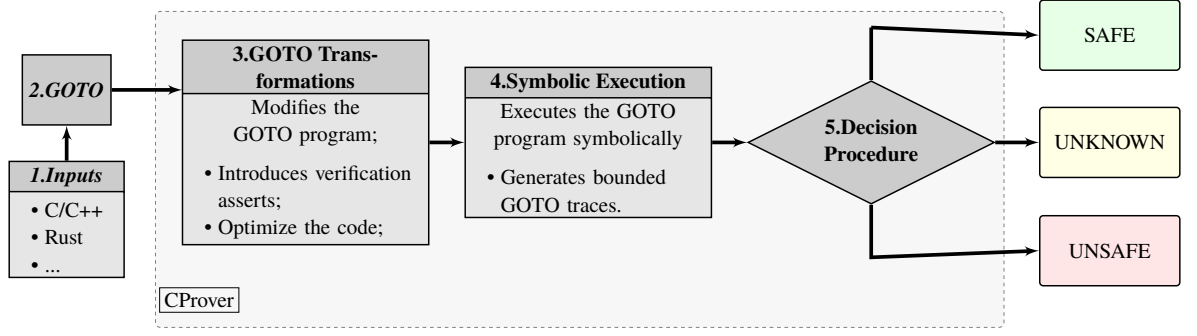 1.Inputs
• C/C++
• Rust
• ...
2.GOTO
3.GOTO Trans-
formations
Modifies the
GOTO program;
• Introduces verification
asserts;
• Optimize the code;
4.Symbolic Execution
Executes the GOTO
program symbolically
• Generates bounded
GOTO traces.
5.Decision
Procedure
SAFE
UNKNOWN
UNSAFE
CProver